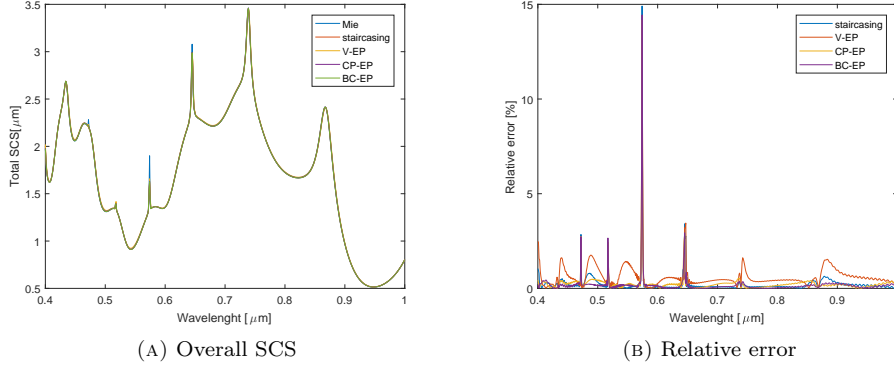 3.5
3
2.5
2
1.5
1
0.5
Total SCS[μm]
0.4
0.5
0.6
0.7
0.8
0.9
1
Wavelenght [ μm]
Mie
staircasing
V-EP
CP-EP
BC-EP
(A) Overall SCS
15
10
5
0
Relative error [%]
0.4
0.5
0.6
0.7
0.8
0.9
Wavelenght [ μm]
staircasing
V-EP
CP-EP
BC-EP
(B) Relative error